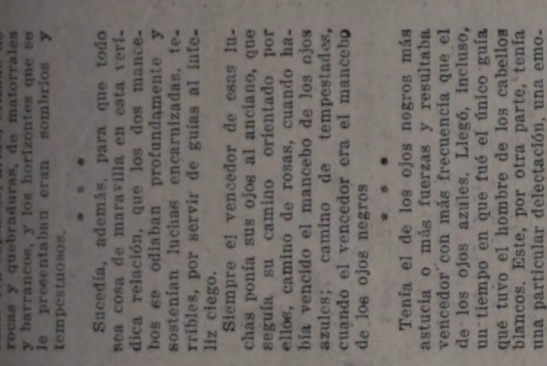 rocas y quebraduras, de matorrales
y barrancos, y los horizontes que se
le presentaban eran sombríos y
tempestuosos.
* * *
Sucedía, además, para que todo
sea cosa de maravilla en esta verí-
dica relación, que los dos mance-
bos se odiaban profundamente y
sostenían luchas encarnizadas, te-
rribles, por servir de guías al infe-
liz ciego.
Siempre el vencedor de esas lu-
chas ponía sus ojos al anciano, que
seguía su camino orientado por
ellos, camino de rosas, cuando ha-
bía vencido el mancebo de los ojos
azules; camino de tempestades,
cuando el vencedor era el mancebo
de los ojos negros
* * *
Tenía el de los ojos negros más
astucia o más fuerzas y resultaba
vencedor con más frecuencia que el
de los ojos azules. Llegó, incluso,
un tiempo en que fué el único guía
que tuvo el hombre de los cabellos
blancos. Este, por otra parte, tenía
una particular delectación, una emo-